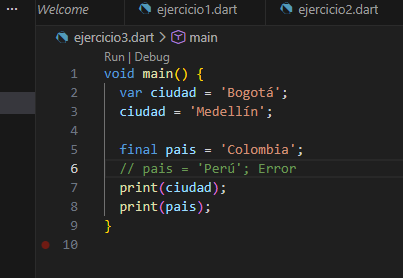 ... Welcome ejercicio1.dart ejercicio2.dart
ejercicio3.dart > main
Run | Debug
1 void main() {
2 var ciudad = 'Bogotá';
3 ciudad = 'Medellín';
4
5 final pais = 'Colombia';
6 // pais = 'Perú'; Error
7 print(ciudad);
8 print(pais);
9 }
10